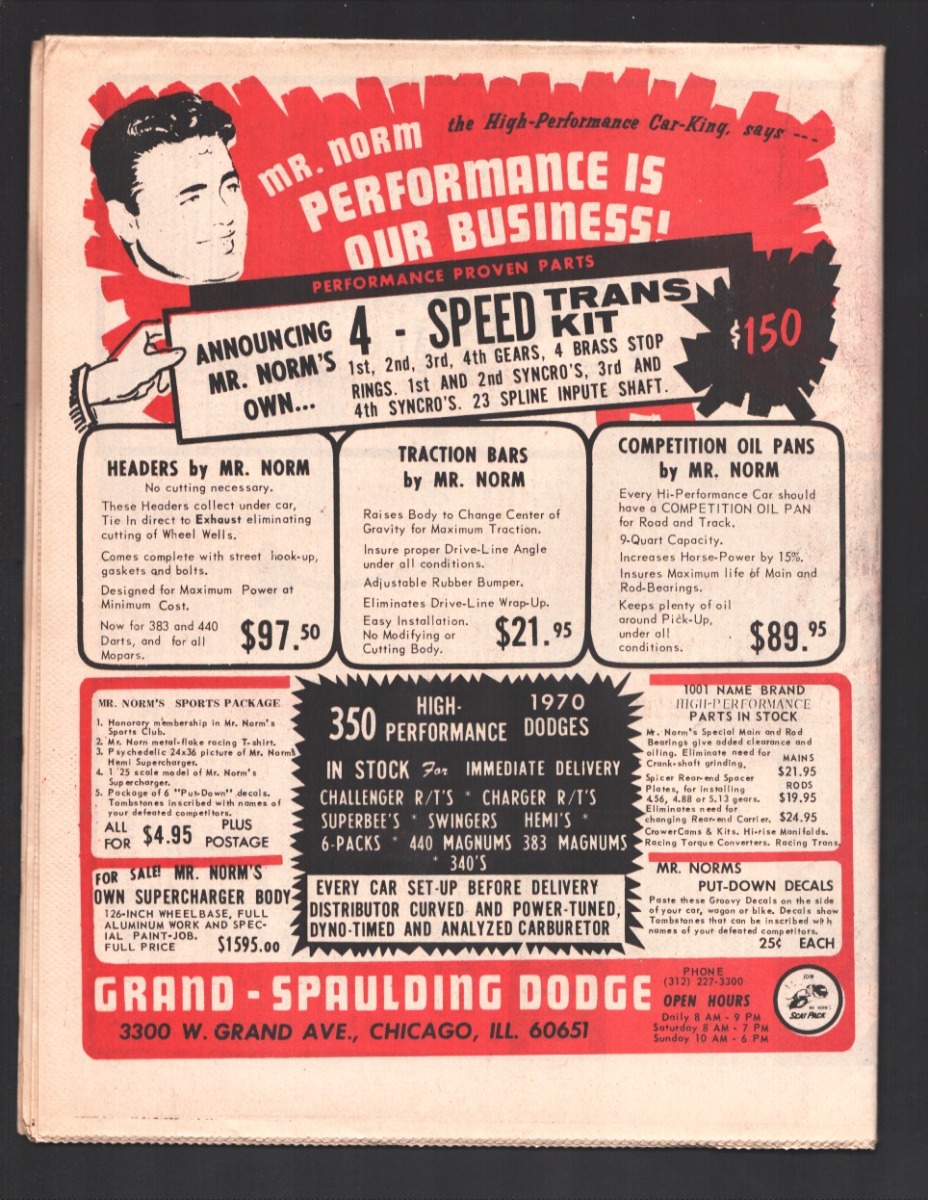 the High-Performance Car-King, says ---
MR. NORM
PERFORMANCE IS
OUR BUSINESS!
PERFORMANCE PROVEN PARTS
ANNOUNCING
MR. NORM'S
OWN...
4 - SPEED TRANS
KIT
1st, 2nd, 3rd, 4th GEARS, 4 BRASS STOP
RINGS. 1st AND 2nd SYNCRO'S, 3rd AND
4th SYNCRO'S. 23 SPLINE INPUTE SHAFT.
$150
HEADERS by MR. NORM
No cutting necessary.
These Headers collect under car,
Tie In direct to Exhaust eliminating
cutting of Wheel Wells.
Comes complete with street hook-up,
gaskets and bolts.
Designed for Maximum Power at
Minimum Cost.
Now for 383 and 440
Darts, and for all
Mopars.
$97.50
TRACTION BARS
by MR. NORM
Raises Body to Change Center of
Gravity for Maximum Traction.
Insure proper Drive-Line Angle
under all conditions.
Adjustable Rubber Bumper.
Eliminates Drive-Line Wrap-Up.
Easy Installation.
No Modifying or
Cutting Body.
$21.95
COMPETITION OIL PANS
by MR. NORM
Every Hi-Performance Car should
have a COMPETITION OIL PAN
for Road and Track.
9-Quart Capacity.
Increases Horse-Power by 15%.
Insures Maximum life of Main and
Rod-Bearings.
Keeps plenty of oil
around Pick-Up,
under all
conditions.
$89.95
MR. NORM'S SPORTS PACKAGE
1. Honorary membership in Mr. Norm's
Sports Club.
2. Mr. Norn metal-flake racing T-shirt.
3. Psychedelic 24x36 picture of Mr. Norm's
Hemi Supercharger.
4. 1 25 scale model of Mr. Norm's
Supercharger.
5. Package of 6 "Put-Down" decals.
Tombstones inscribed with names of
your defeated competitors.
ALL
FOR
$4.95
PLUS
POSTAGE
FOR SALE! MR. NORM'S
OWN SUPERCHARGER BODY
126-INCH WHEELBASE, FULL
ALUMINUM WORK AND SPEC-
IAL PAINT-JOB.
FULL PRICE $1595.00
350 HIGH-
PERFORMANCE
1970
DODGES
IN STOCK For IMMEDIATE DELIVERY
CHALLENGER R/T'S * CHARGER R/T'S
SUPERBEE'S * SWINGERS HEMI'S *
6-PACKS * 440 MAGNUMS 383 MAGNUMS
* 340'S
EVERY CAR SET-UP BEFORE DELIVERY
DISTRIBUTOR CURVED AND POWER-TUNED,
DYNO-TIMED AND ANALYZED CARBURETOR
1001 NAME BRAND
HIGH-PERFORMANCE
PARTS IN STOCK
Mr. Norm's Special Main and Rod
Bearings give added clearance and
oiling. Eliminate need for
Crank-shaft grinding,
MAINS
$21.95
RODS
$19.95
Spicer Rear-end Spacer
Plates, for installing
4.56, 4.88 or 5.13 gears.
Eliminates need for
changing Rear-end Carrier. $24.95
CrowerCams & Kits. Hi-rise Manifolds.
Racing Torque Converters. Racing Trans.
MR. NORMS
PUT-DOWN DECALS
Paste these Groovy Decals on the side
of your car, wagon or bike. Decals show
Tombstones that can be inscribed with
names of your defeated competitors.
25¢ EACH
GRAND - SPAULDING DODGE
3300 W. GRAND AVE., CHICAGO, ILL. 60651
PHONE
(312) 227-3300
OPEN HOURS
Daily 8 AM - 9 PM
Saturday 8 AM - 7 PM
Sunday 10 AM - 6 PM
JOIN
MR. NORM'S
SCAT PACK